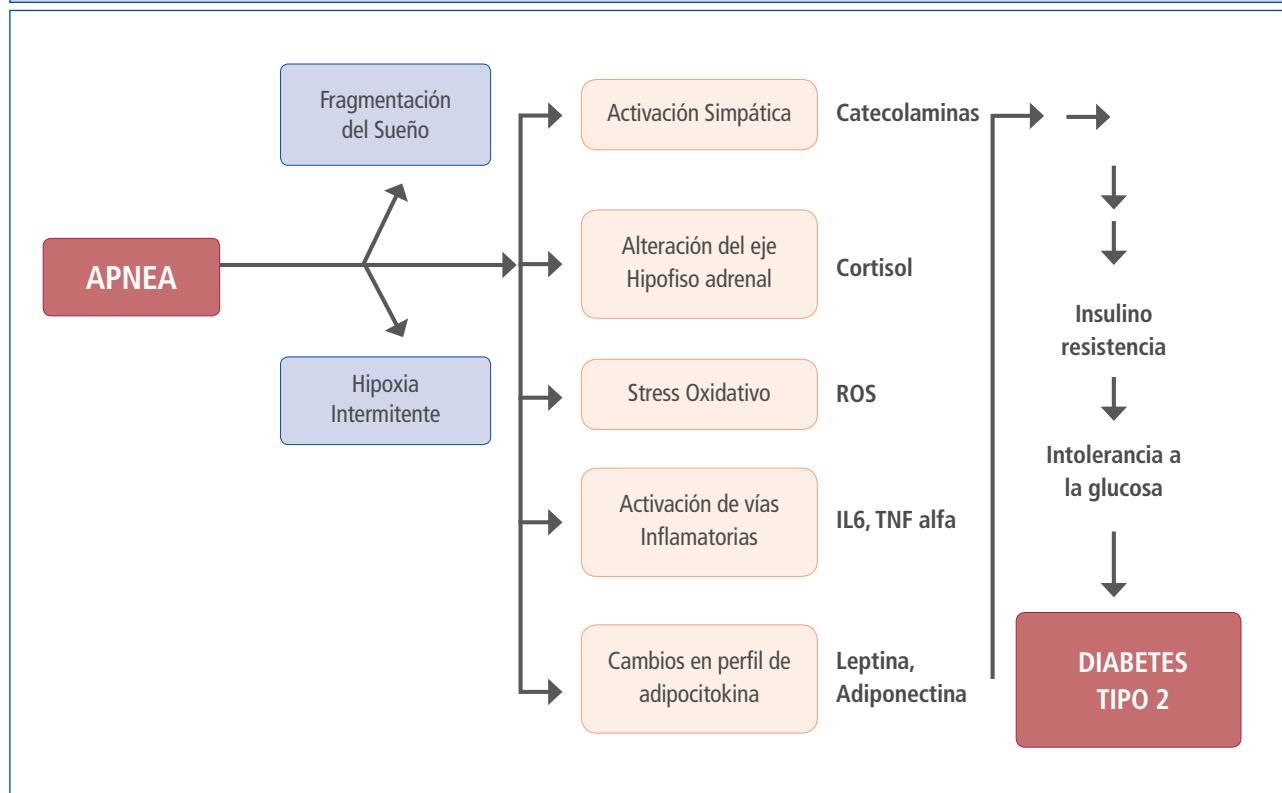 APNEA
Fragmentación
del Sueño
Hipoxia
Intermitente
Activación Simpática
Catecolaminas
Alteración del eje
Hipofiso adrenal
Cortisol
Stress Oxidativo
ROS
Activación de vías
Inflamatorias
IL6, TNF alfa
Cambios en perfil de
adipocitokina
Leptina,
Adiponectina
Insulino
resistencia
Intolerancia a
la glucosa
DIABETES
TIPO 2